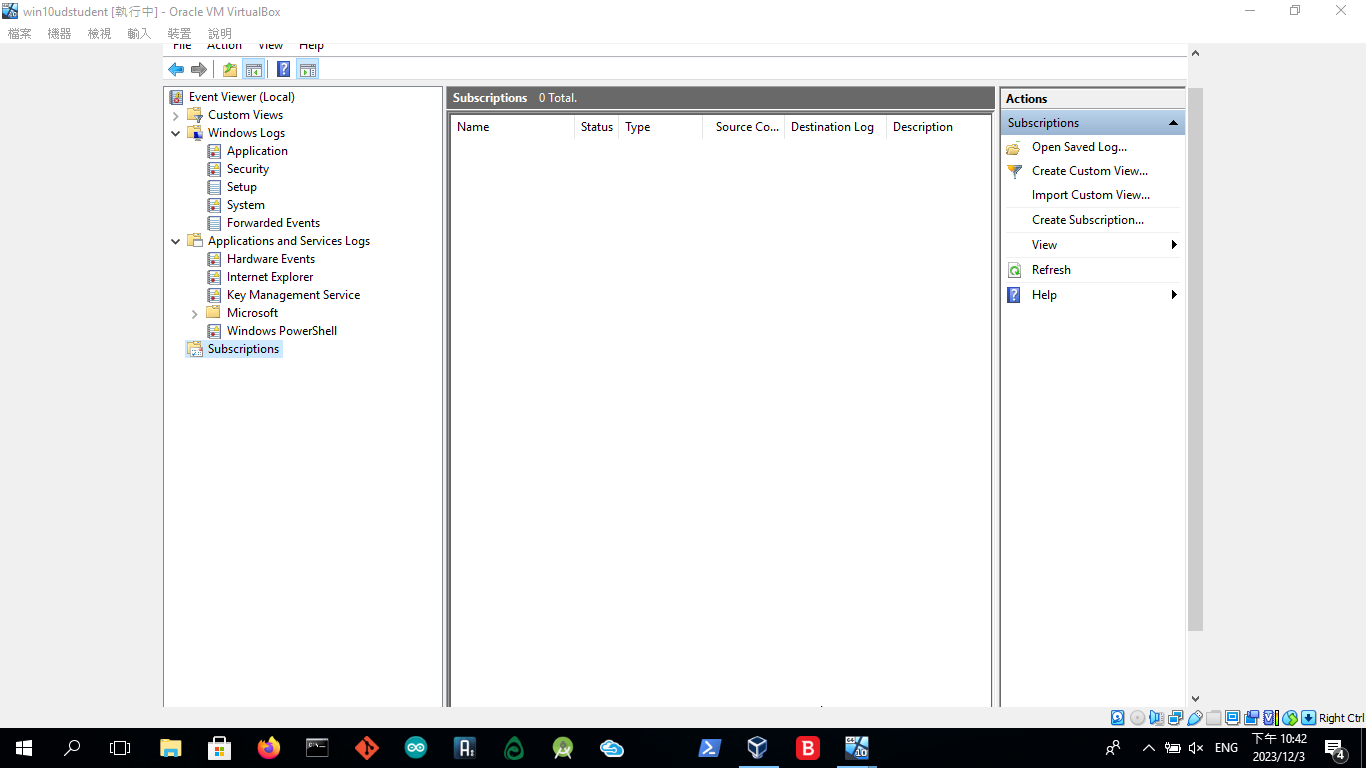 win10udstudent [執行中] - Oracle VM VirtualBox
檔案 機器 檢視 輸入 裝置 說明
File Action View Help
Event Viewer (Local)
Custom Views
Windows Logs
Application
Security
Setup
System
Forwarded Events
Applications and Services Logs
Hardware Events
Internet Explorer
Key Management Service
Microsoft
Windows PowerShell
Subscriptions
Subscriptions 0 Total.
Name Status Type Source Co... Destination Log Description
Actions
Subscriptions
Open Saved Log...
Create Custom View...
Import Custom View...
Create Subscription...
View
Refresh
Help
Right Ctrl
ENG
下午 10:42
2023/12/3
4